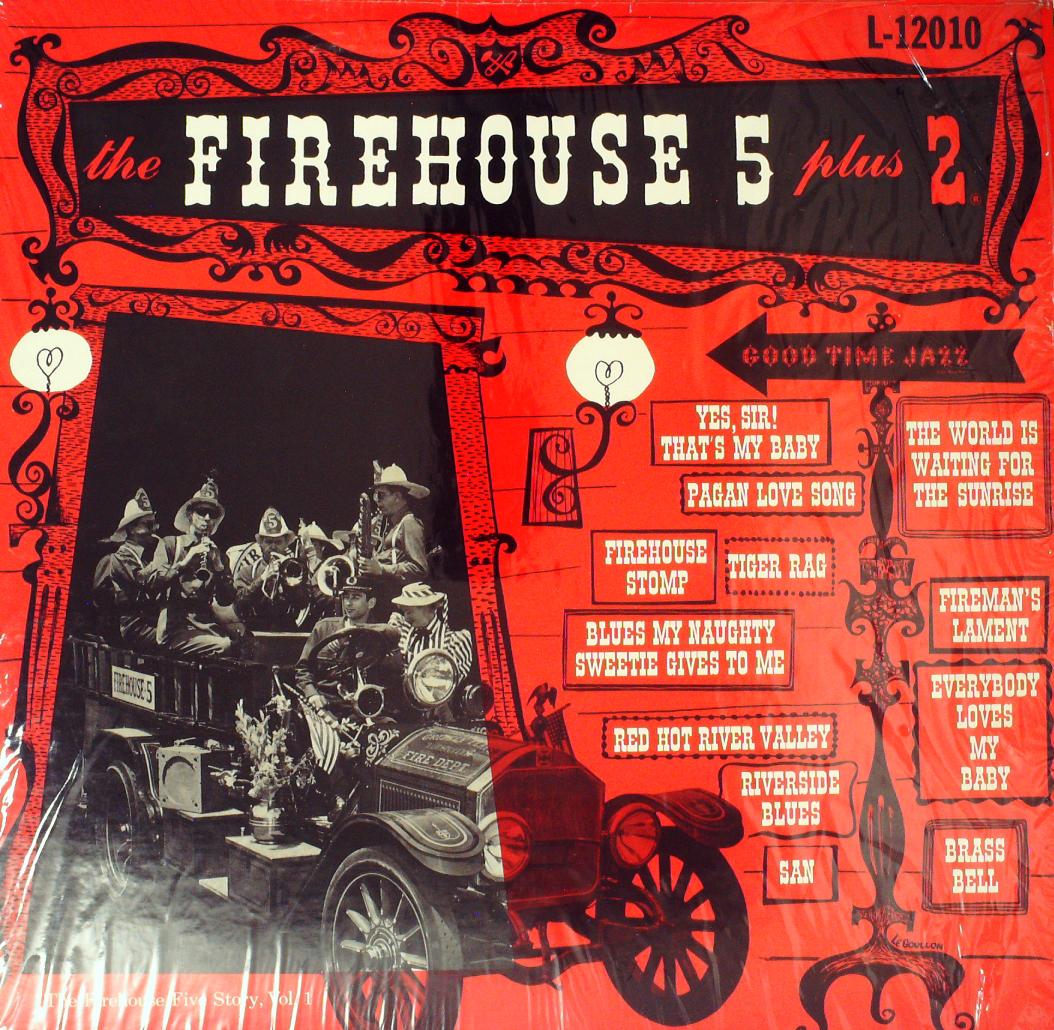 L-12010
the FIREHOUSE 5 plus 2®
GOOD TIME JAZZ
YES, SIR!
THAT'S MY BABY
THE WORLD IS
WAITING FOR
THE SUNRISE
PAGAN LOVE SONG
FIREHOUSE
STOMP
TIGER RAG
FIREMAN'S
LAMENT
BLUES MY NAUGHTY
SWEETIE GIVES TO ME
EVERYBODY
LOVES
MY
BABY
RED HOT RIVER VALLEY
RIVERSIDE
BLUES
SAN
BRASS
BELL
5
FIREHOUSE 5
FIRE DEPT
LE GOULLON
The Firehouse Five Story, Vol. 1